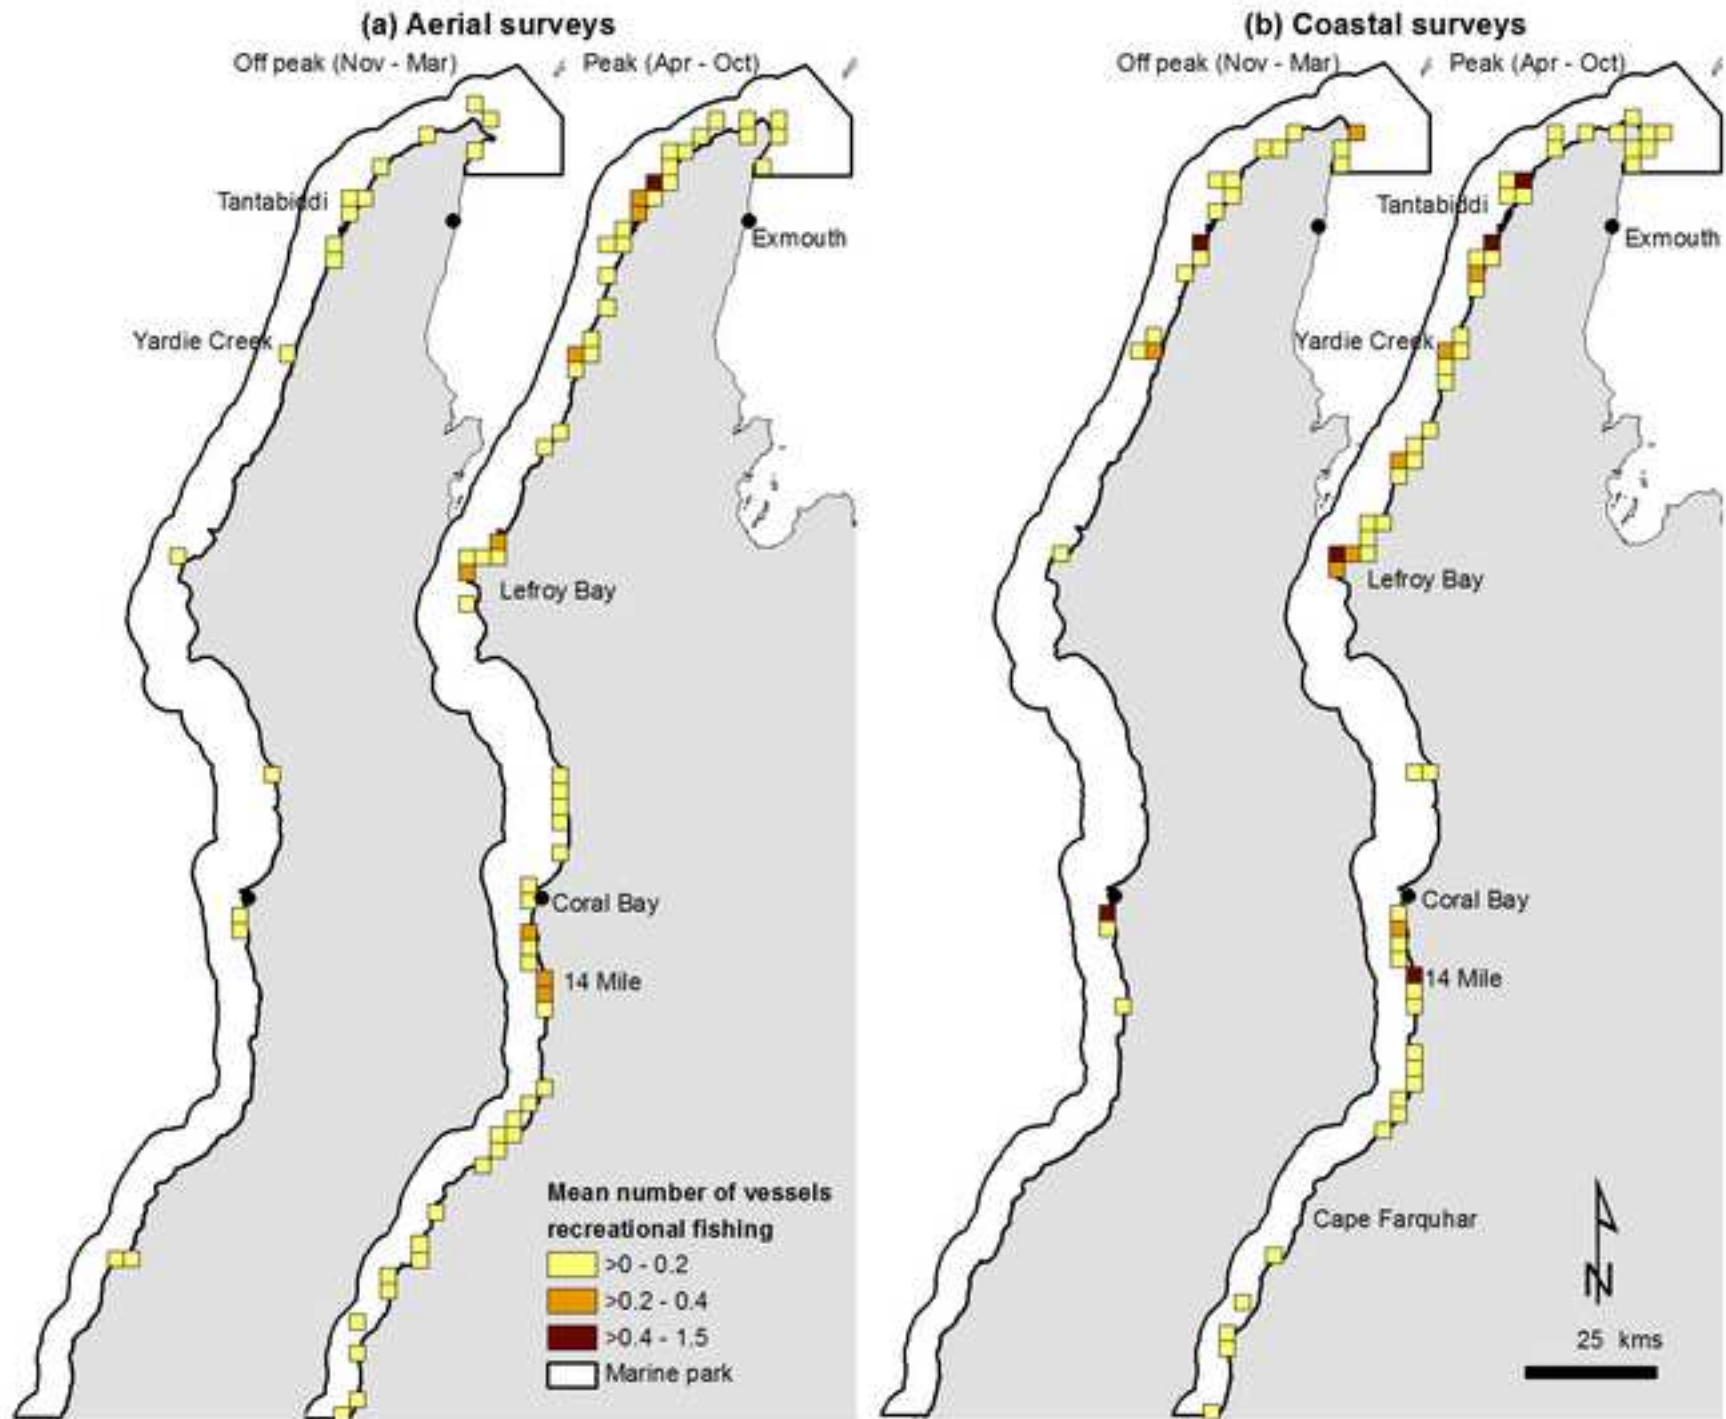 (a) Aerial surveys
(b) Coastal surveys
Off peak (Nov - Mar)
Peak (Apr - Oct)
Off peak (Nov - Mar)
Peak (Apr - Oct)
Tantabiddi
Exmouth
Tantabiddi
Exmouth
Yardie Creek
Yardie Creek
Lefroy Bay
Lefroy Bay
Coral Bay
Coral Bay
14 Mile
14 Mile
Mean number of vessels
recreational fishing
>0 - 0.2
>0.2 - 0.4
>0.4 - 1.5
Marine park
Cape Farquhar
N
25 kms